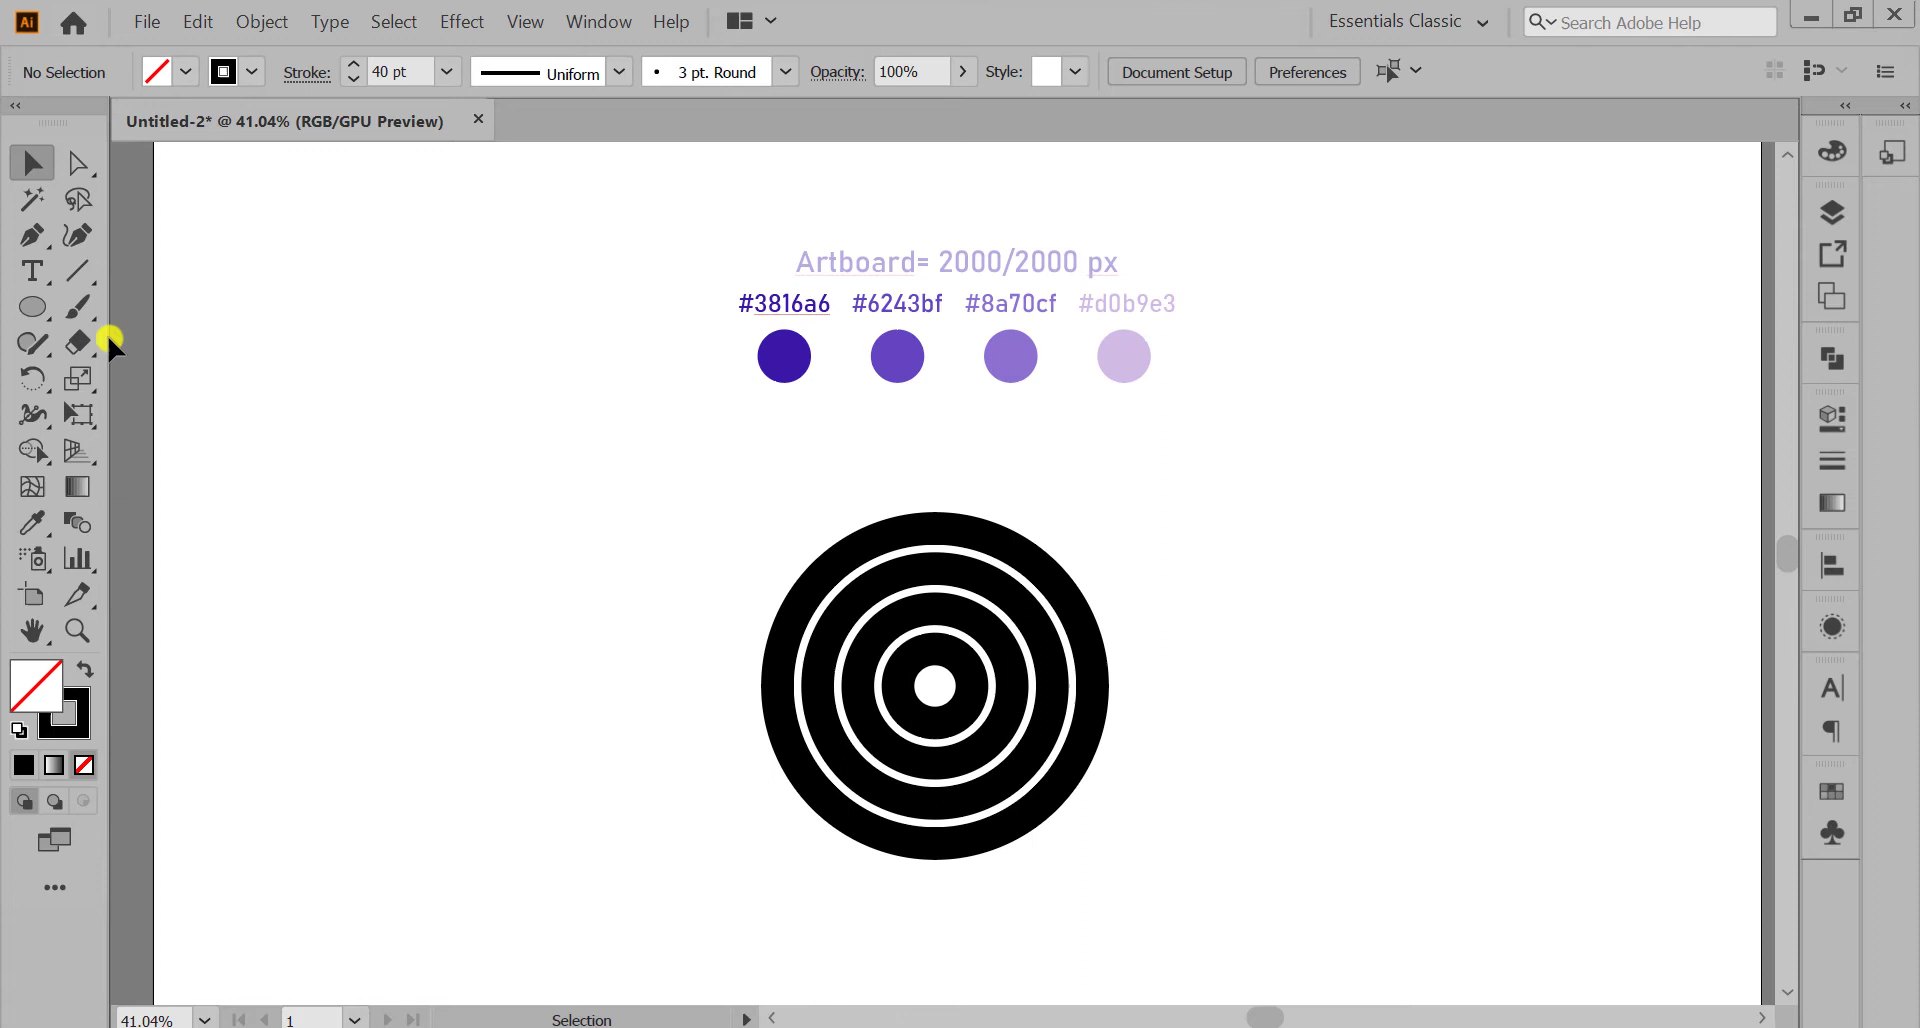 Ai File Edit Object Type Select Effect View Window Help Essentials Classic Search Adobe Help
No Selection Stroke: 40 pt Uniform 3 pt. Round Opacity: 100% Style: Document Setup Preferences
Untitled-2* @ 41.04% (RGB/GPU Preview)
Artboard= 2000/2000 px
#3816a6 #6243bf #8a70cf #d0b9e3
41.04% 1 Selection